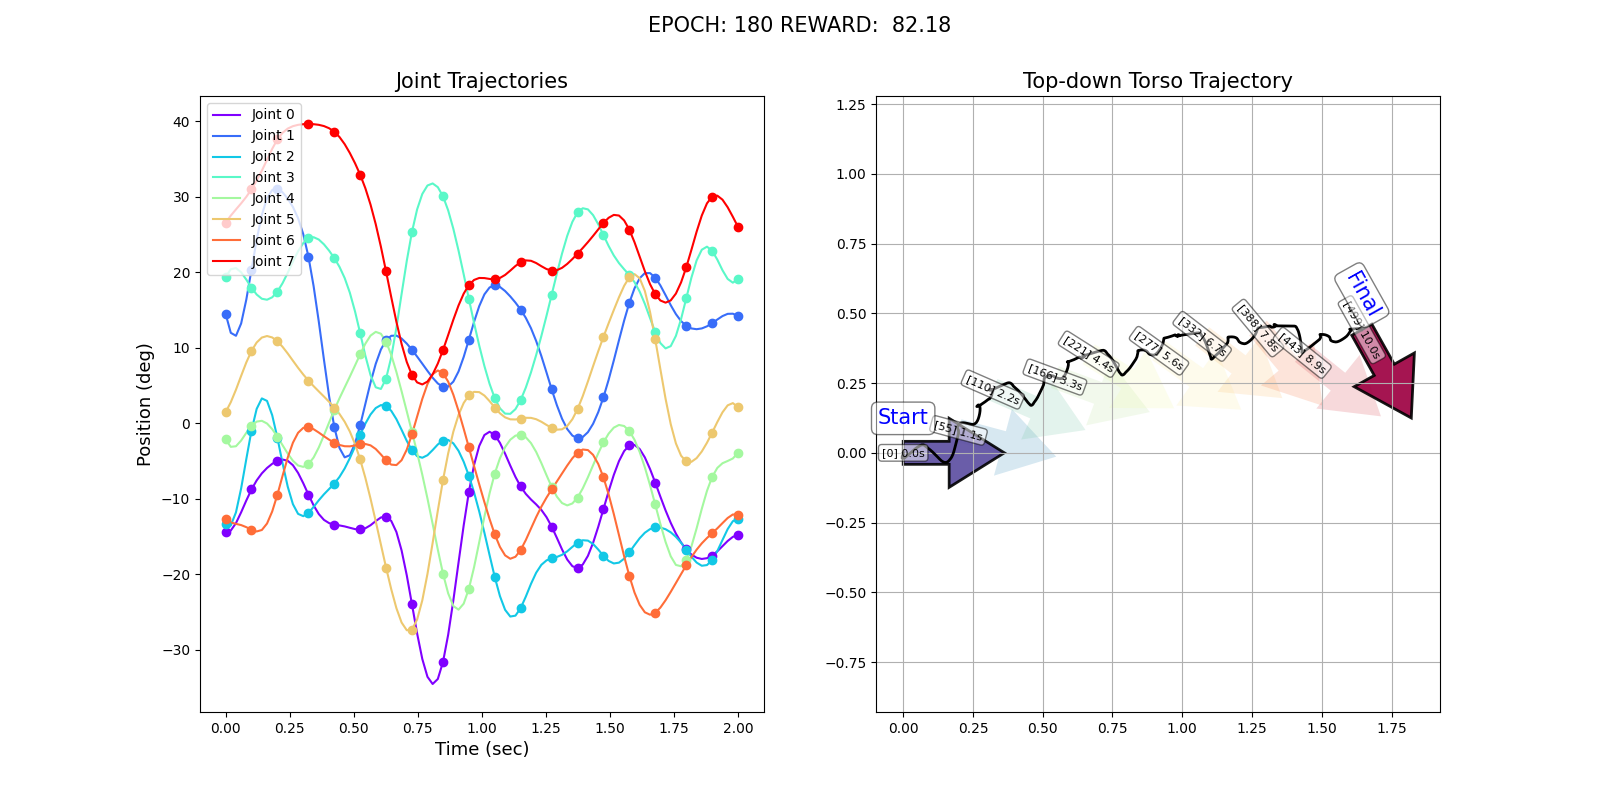 EPOCH: 180 REWARD:  82.18
Joint Trajectories
Joint 0
Joint 1
Joint 2
Joint 3
Joint 4
Joint 5
Joint 6
Joint 7
40
30
20
10
0
−10
−20
−30
Position (deg)
0.00
0.25
0.50
0.75
1.00
1.25
1.50
1.75
2.00
Time (sec)
Top-down Torso Trajectory
1.25
1.00
0.75
0.50
0.25
0.00
−0.25
−0.50
−0.75
Start
[0] 0.0s
[55] 1.1s
[110] 2.2s
[166] 3.3s
[221] 4.4s
[277] 5.6s
[332] 6.7s
[388] 7.8s
[443] 8.9s
[499] 10.0s
Final
0.00
0.25
0.50
0.75
1.00
1.25
1.50
1.75